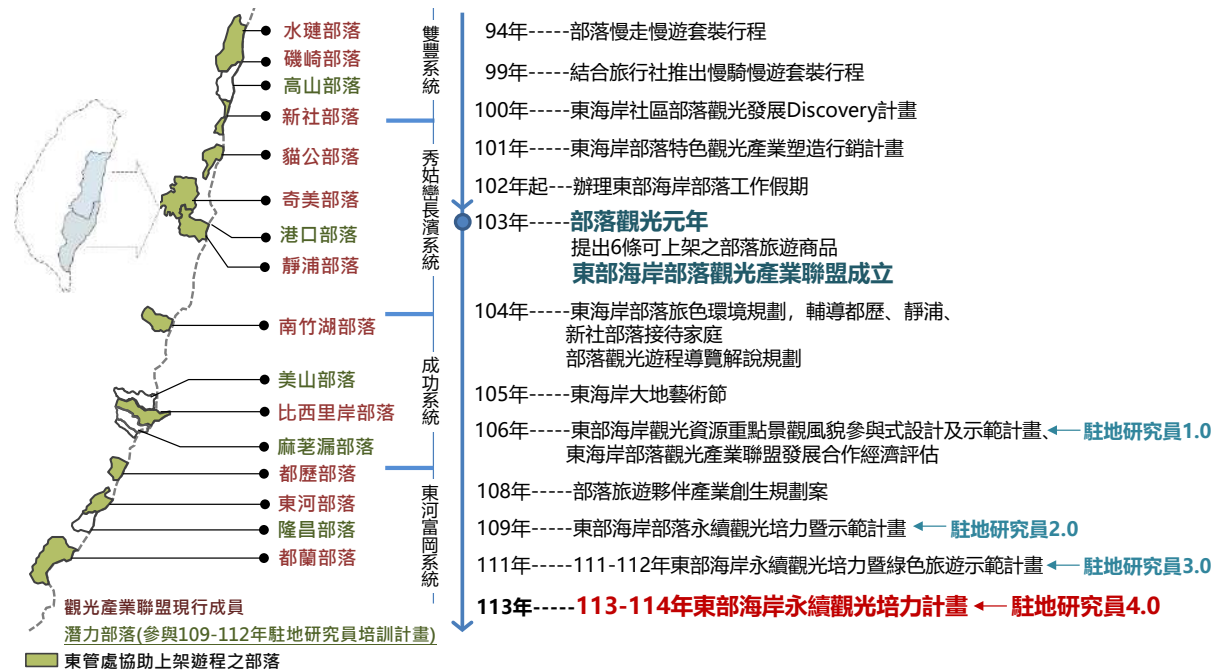 水璉部落
磯崎部落
高山部落
新社部落
貓公部落
奇美部落
港口部落
靜浦部落
南竹湖部落
美山部落
比西里岸部落
麻荖漏部落
都歷部落
東河部落
隆昌部落
都蘭部落
觀光產業聯盟現行成員
潛力部落(參與109-112年駐地研究員培訓計畫)
東管處協助上架遊程之部落
雙豐系統
秀姑巒長濱系統
成功系統
東河富岡系統
94年-----部落慢走慢遊套裝行程
99年-----結合旅行社推出慢騎慢遊套裝行程
100年-----東海岸社區部落觀光發展Discovery計畫
101年-----東海岸部落特色觀光產業塑造行銷計畫
102年起--辦理東部海岸部落工作假期
103年-----部落觀光元年
提出6條可上架之部落旅遊商品
東部海岸部落觀光產業聯盟成立
104年-----東海岸部落旅色環境規劃，輔導都歷、靜浦、
新社部落接待家庭
部落觀光遊程導覽解說規劃
105年-----東海岸大地藝術節
106年-----東部海岸觀光資源重點景觀風貌參與式設計及示範計畫、 駐地研究員1.0
東海岸部落觀光產業聯盟發展合作經濟評估
108年-----部落旅遊夥伴產業創生規劃案
109年-----東部海岸部落永續觀光培力暨示範計畫 駐地研究員2.0
111年-----111-112年東部海岸永續觀光培力暨綠色旅遊示範計畫 駐地研究員3.0
113年-----113-114年東部海岸永續觀光培力計畫 駐地研究員4.0